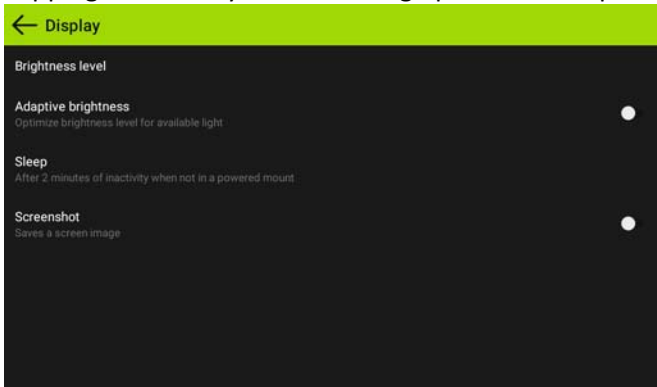 Display
Brightness level
Adaptive brightness
Optimize brightness level for available light
Sleep
After 2 minutes of inactivity when not in a powered mount
Screenshot
Saves a screen image